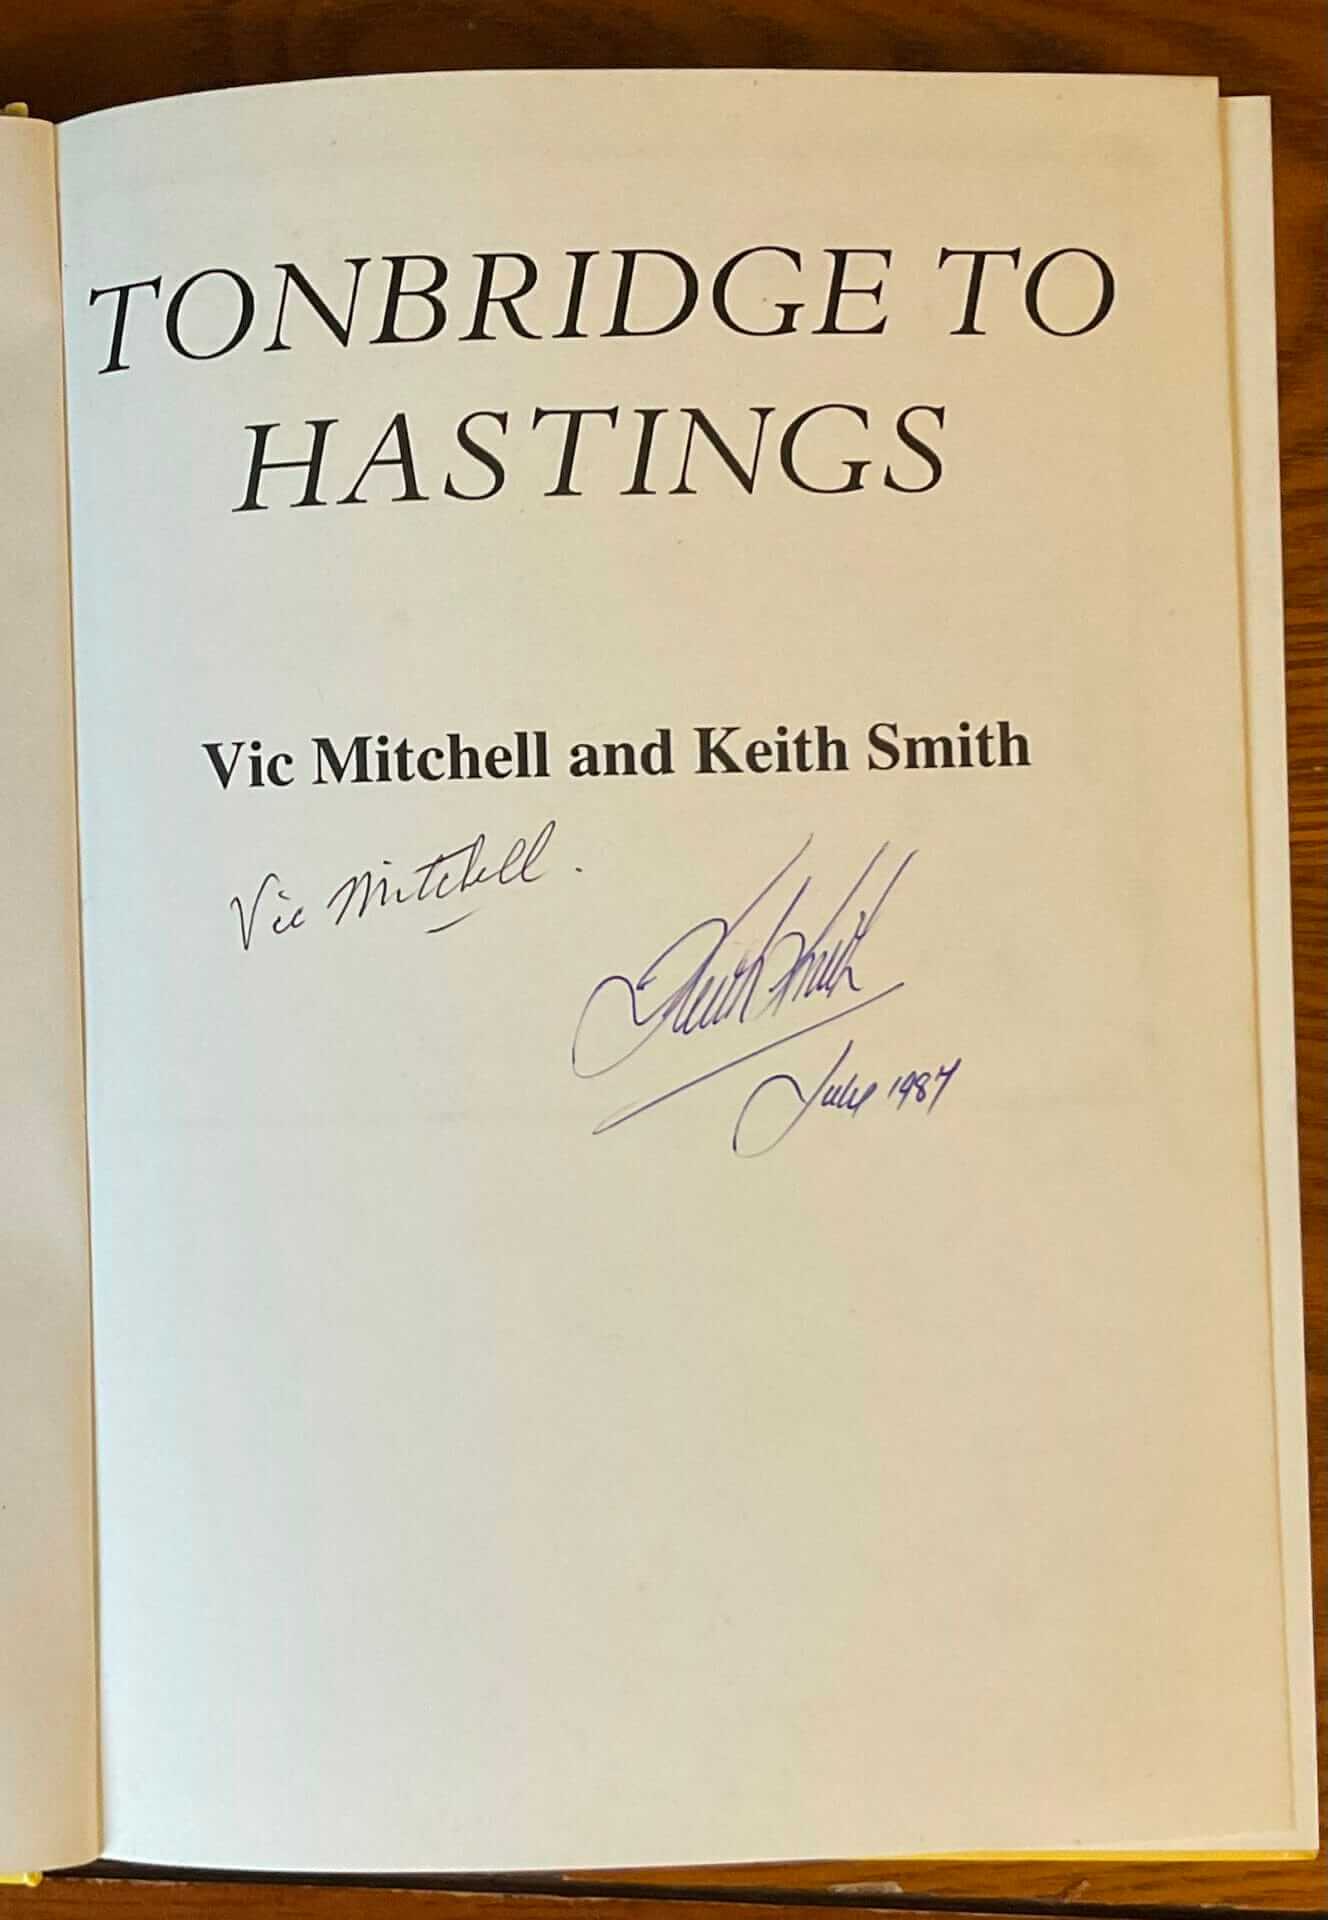 TONBRIDGE TO
HASTINGS
Vic Mitchell and Keith Smith
Vic Mitchell.
Keith Smith
July 1987